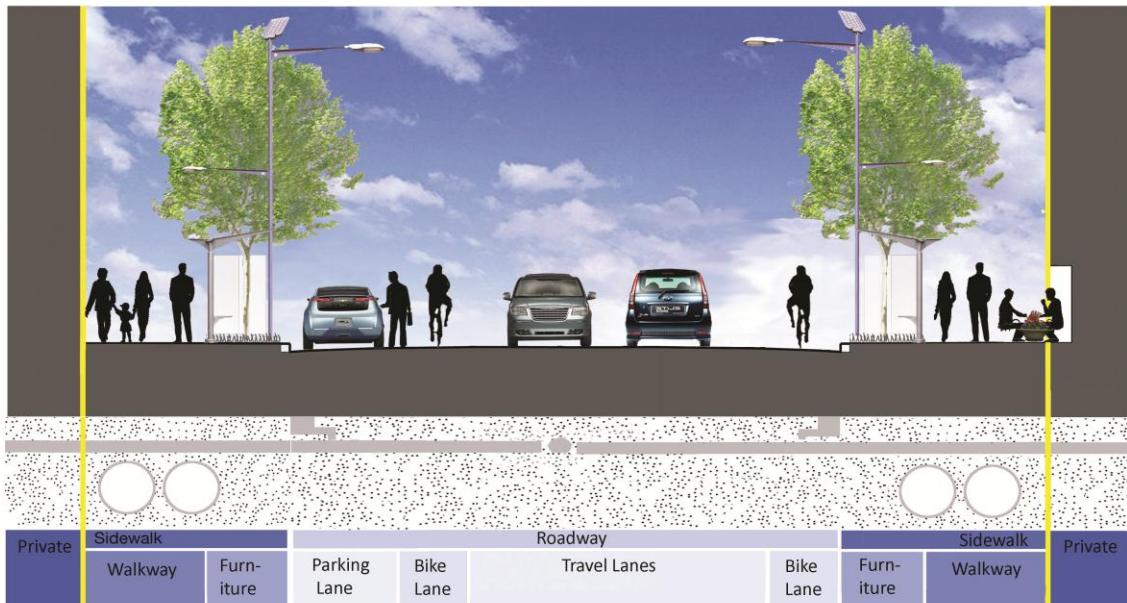 Private
Sidewalk
Roadway
Sidewalk
Private
Walkway
Furn-
iture
Parking
Lane
Bike
Lane
Travel Lanes
Bike
Lane
Furn-
iture
Walkway